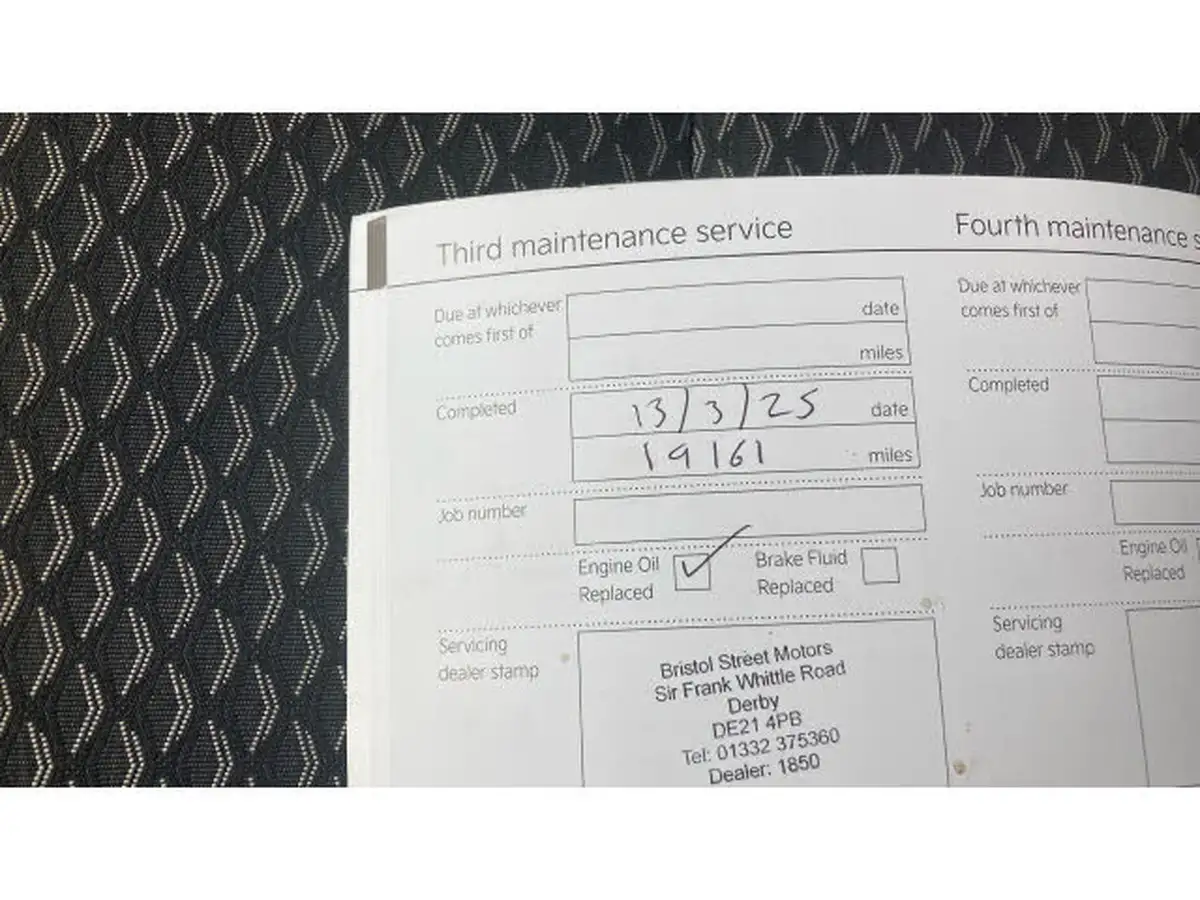 Third maintenance service
Due at whichever
comes first of
date
miles
Completed
13/3/25 date
19161 miles
Job number
Engine Oil
Replaced
Brake Fluid
Replaced
Servicing
dealer stamp
Bristol Street Motors
Sir Frank Whittle Road
Derby
DE21 4PB
Tel: 01332 375360
Dealer: 1850
Fourth maintenance s
Due at whichever
comes first of
Completed
Job number
Engine Oil
Replaced
Servicing
dealer stamp